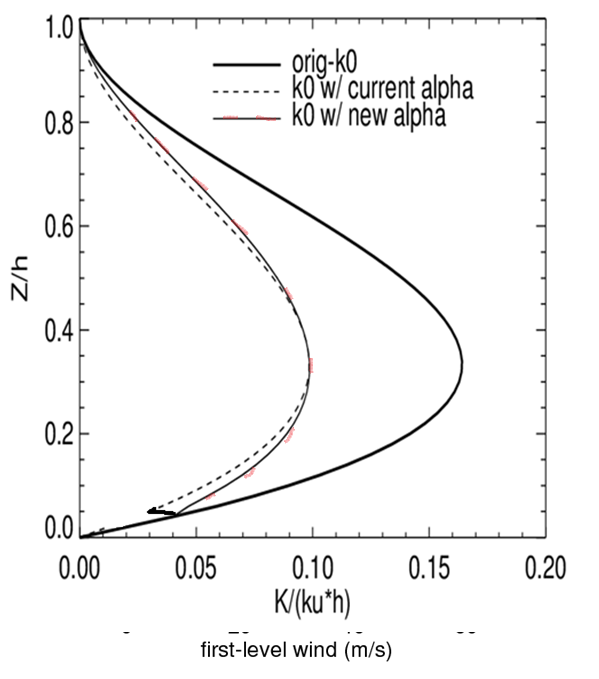 1.0
orig-k0
k0 w/ current alpha
k0 w/ new alpha
0.8
0.6
Z/h
0.4
0.2
0.0
0.00 0.05 0.10 0.15 0.20
K/(ku*h)
first-level wind (m/s)